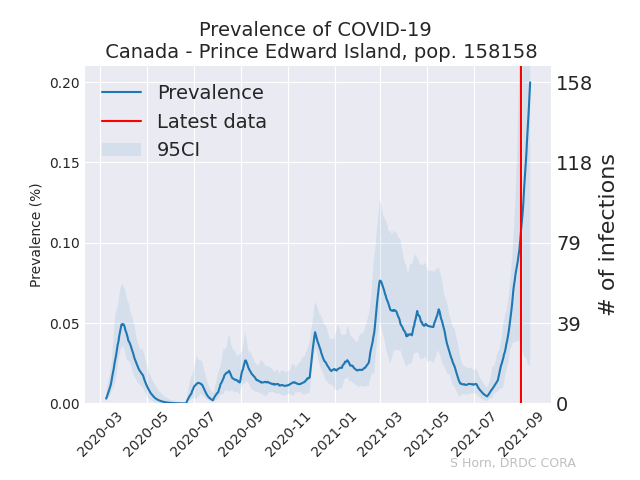 Prevalence of COVID-19
Canada - Prince Edward Island, pop. 158158
Prevalence
Latest data
95CI
Prevalence (%)
0.20
0.15
0.10
0.05
0.00
# of infections
158
118
79
39
0
2020-03
2020-05
2020-07
2020-09
2020-11
2021-01
2021-03
2021-05
2021-07
2021-09
S Horn, DRDC CORA